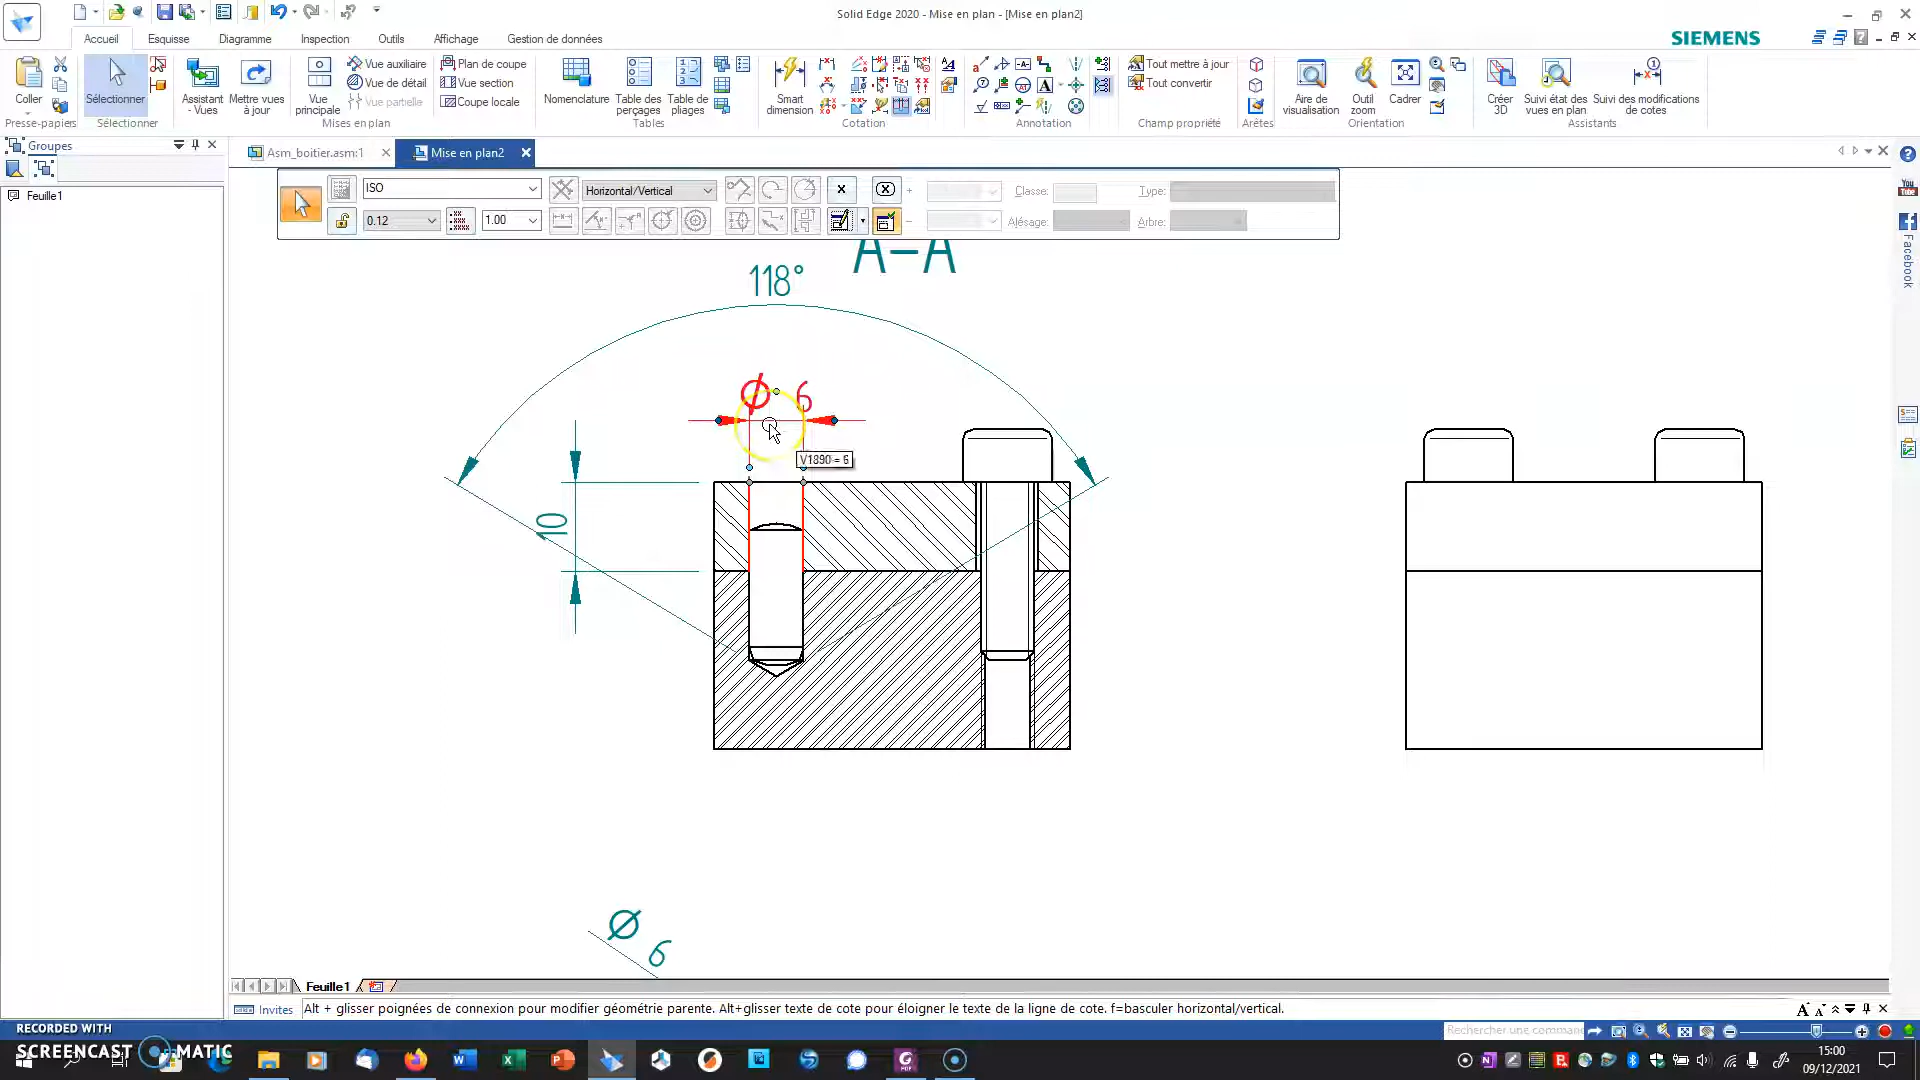 Solid Edge 2020 - Mise en plan - [Mise en plan2]
Accueil Esquisse Diagramme Inspection Outils Affichage Gestion de données
SIEMENS
Coller
Presse-papiers
Sélectionner
Sélectionner
Assistant - Vues
Mettre vues à jour
Vue principale
Vue auxiliaire
Vue de détail
Vue partielle
Plan de coupe
Vue section
Coupe locale
Mises en plan
Nomenclature
Table des perçages
Table de pliages
Tables
Smart dimension
Cotation
Annotation
Tout mettre à jour
Tout convertir
Champ propriété
Arêtes
Aire de visualisation
Outil zoom
Cadrer
Orientation
Créer 3D
Suivi état des vues en plan
Suivi des modifications de cotes
Assistants
Groupes
Feuille1
Asm_boitier.asm:1
Mise en plan2
ISO
Horizontal/Vertical
Classe:
Type:
0.12
1.00
Alésage:
Arbre:
You Tube
Facebook
A-A
118°
ϕ 6
V1890 = 6
10
Ø 6
Feuille1
Invites
Alt + glisser poignées de connexion pour modifier géométrie parente. Alt+glisser texte de cote pour éloigner le texte de la ligne de cote. f=basculer horizontal/vertical.
Rechercher une commande
RECORDED WITH
SCREENCAST MATIC
15:00
09/12/2021